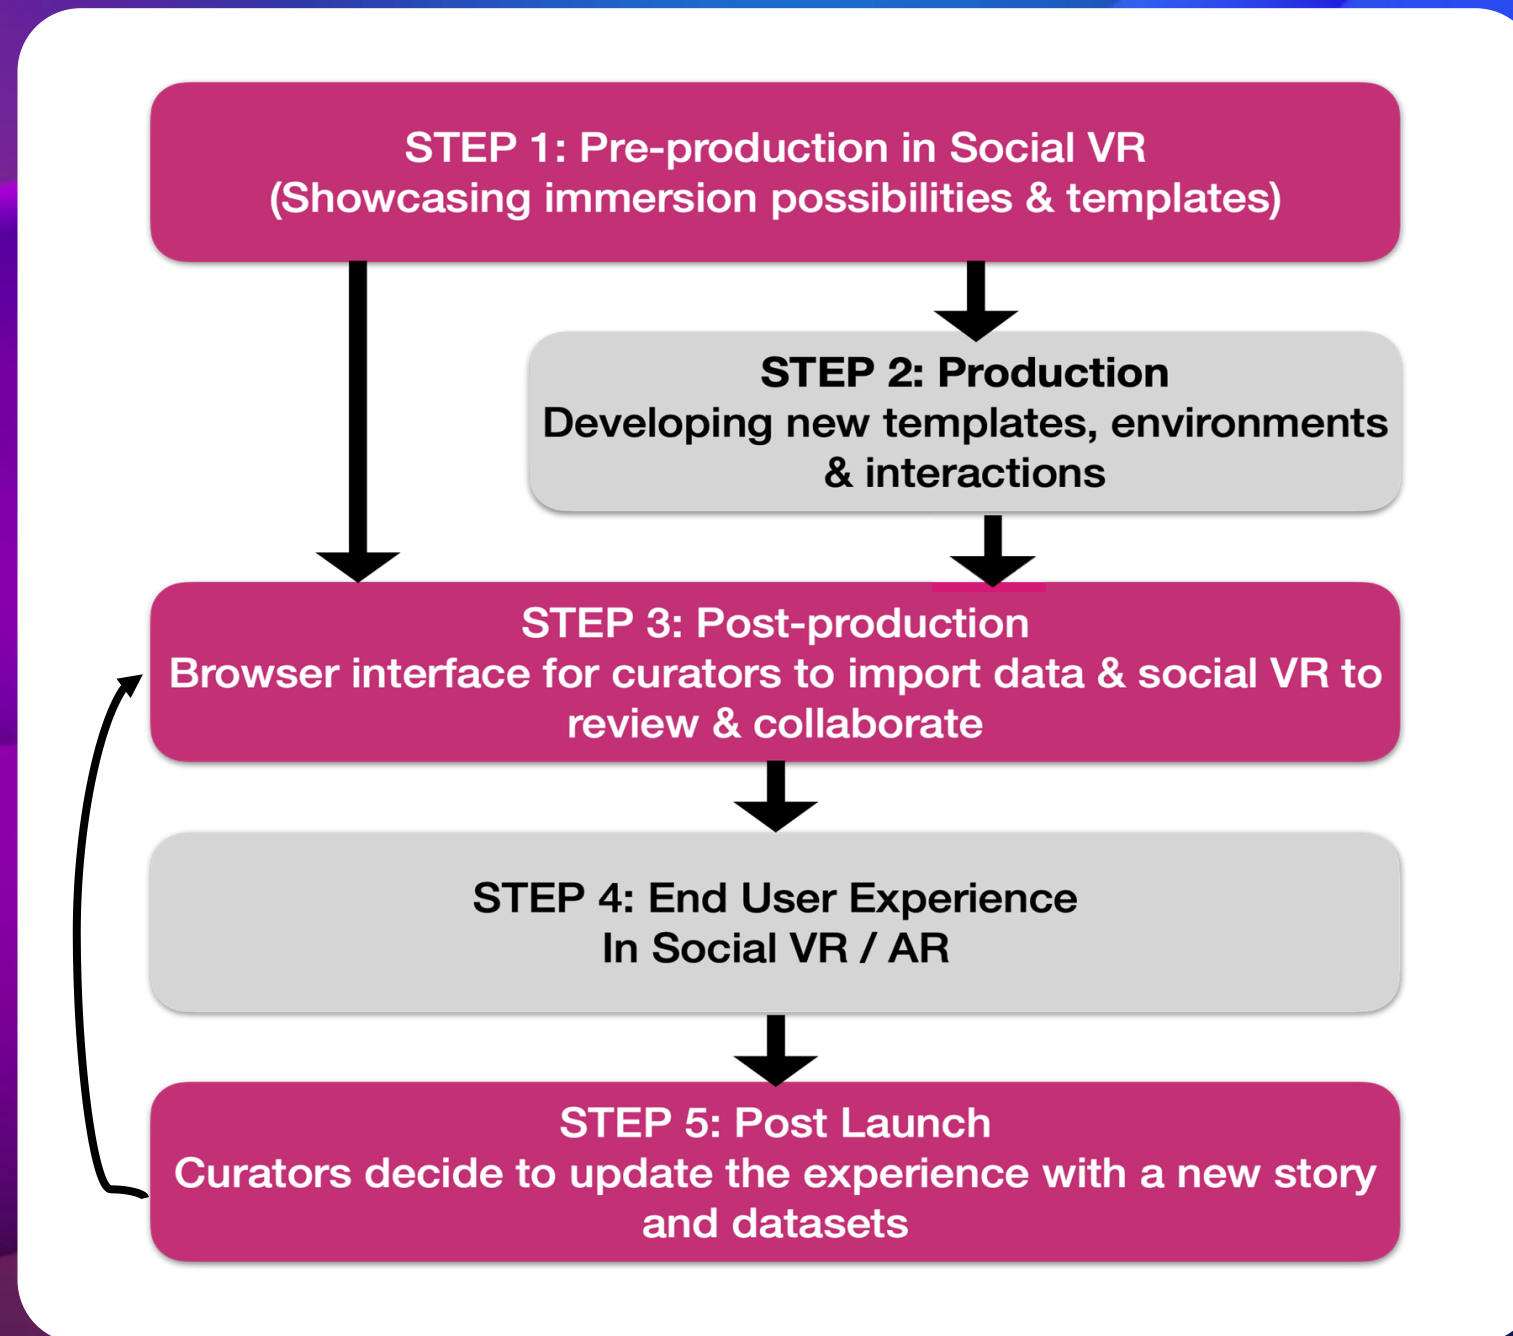 STEP 1: Pre-production in Social VR
(Showcasing immersion possibilities & templates)
STEP 2: Production
Developing new templates, environments
& interactions
STEP 3: Post-production
Browser interface for curators to import data & social VR to
review & collaborate
STEP 4: End User Experience
In Social VR / AR
STEP 5: Post Launch
Curators decide to update the experience with a new story
and datasets